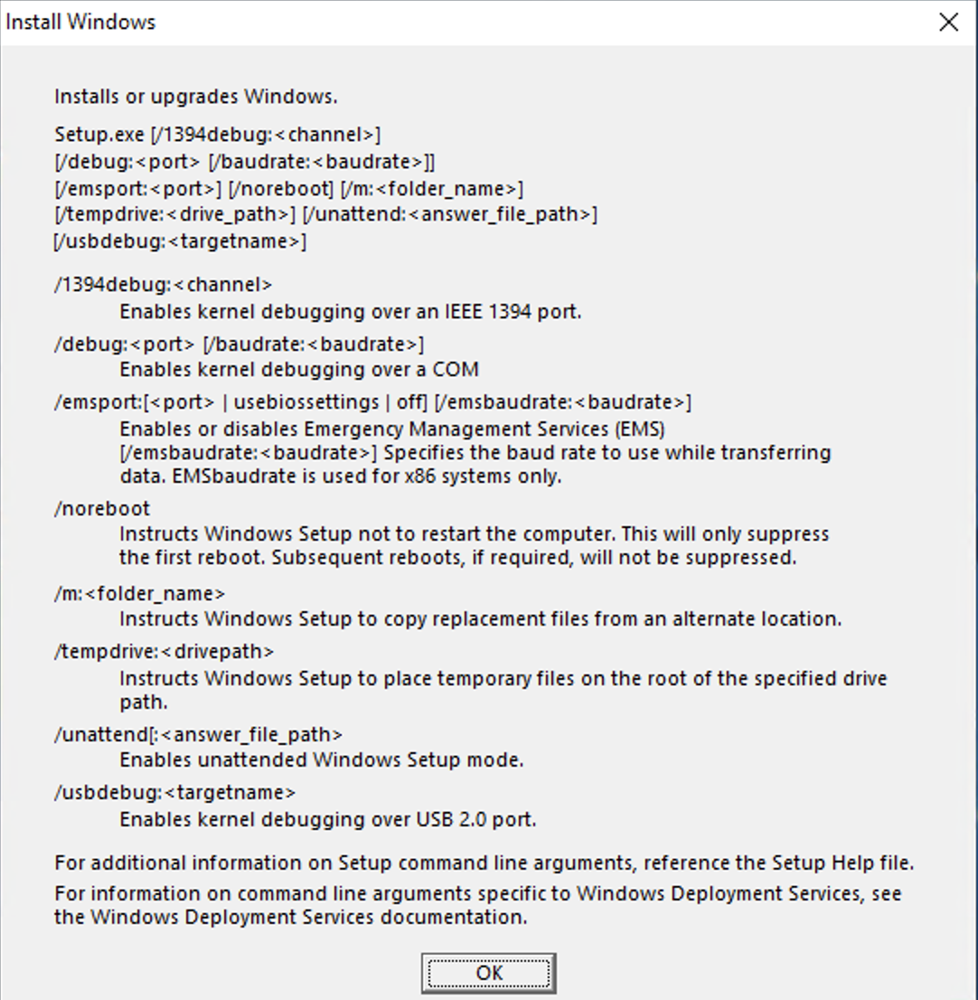 Install Windows
Installs or upgrades Windows.
Setup.exe [/1394debug:<channel>]
[/debug:<port> [/baudrate:<baudrate>]]
[/emsport:<port>] [/noreboot] [/m:<folder_name>]
[/tempdrive:<drive_path>] [/unattend:<answer_file_path>]
[/usbdebug:<targetname>]
/1394debug:<channel>
Enables kernel debugging over an IEEE 1394 port.
/debug:<port> [/baudrate:<baudrate>]
Enables kernel debugging over a COM
/emsport:[<port> | usebiossettings | off] [/emsbaudrate:<baudrate>]
Enables or disables Emergency Management Services (EMS)
[/emsbaudrate:<baudrate>] Specifies the baud rate to use while transferring
data. EMSbaudrate is used for x86 systems only.
/noreboot
Instructs Windows Setup not to restart the computer. This will only suppress
the first reboot. Subsequent reboots, if required, will not be suppressed.
/m:<folder_name>
Instructs Windows Setup to copy replacement files from an alternate location.
/tempdrive:<drivepath>
Instructs Windows Setup to place temporary files on the root of the specified drive
path.
/unattend[:<answer_file_path>
Enables unattended Windows Setup mode.
/usbdebug:<targetname>
Enables kernel debugging over USB 2.0 port.
For additional information on Setup command line arguments, reference the Setup Help file.
For information on command line arguments specific to Windows Deployment Services, see
the Windows Deployment Services documentation.
OK